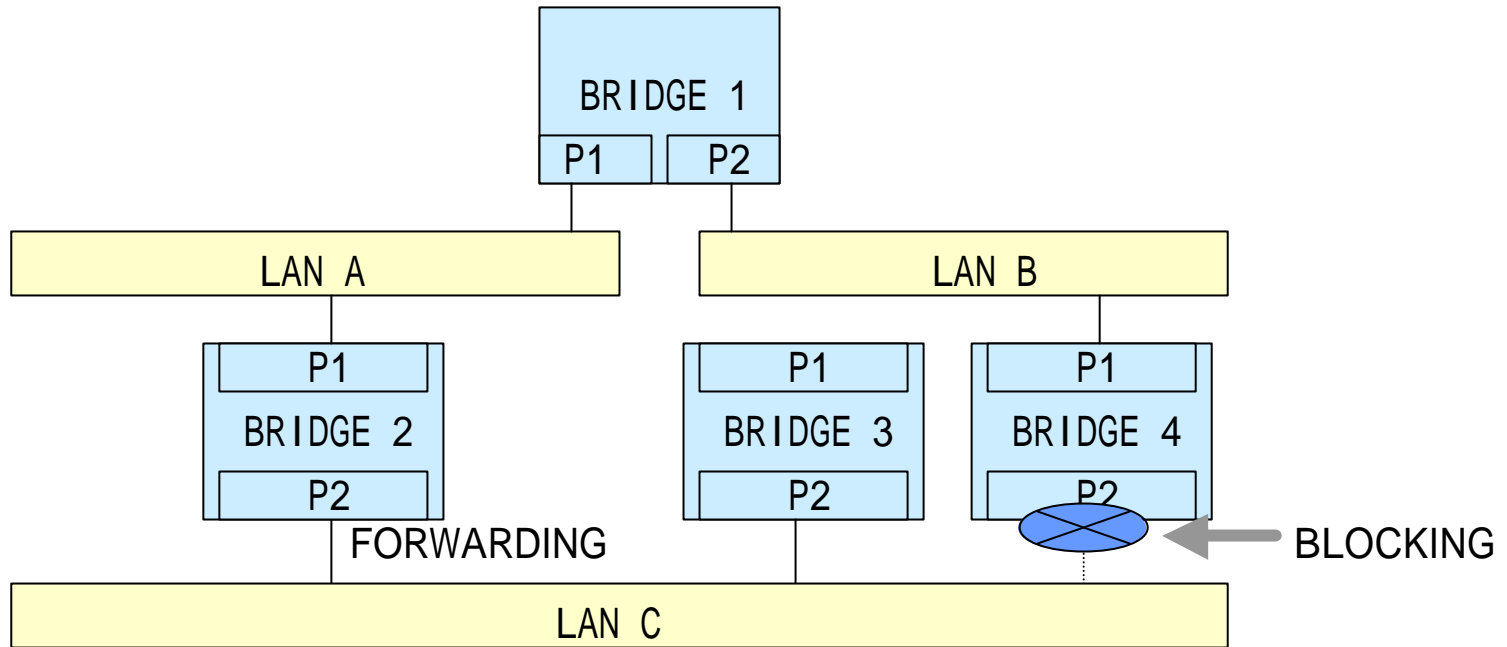 BRIDGE 1
P1 P2
LAN A LAN B
P1 P1 P1
BRIDGE 2 BRIDGE 3 BRIDGE 4
P2 P2 P2
FORWARDING BLOCKING
LAN C